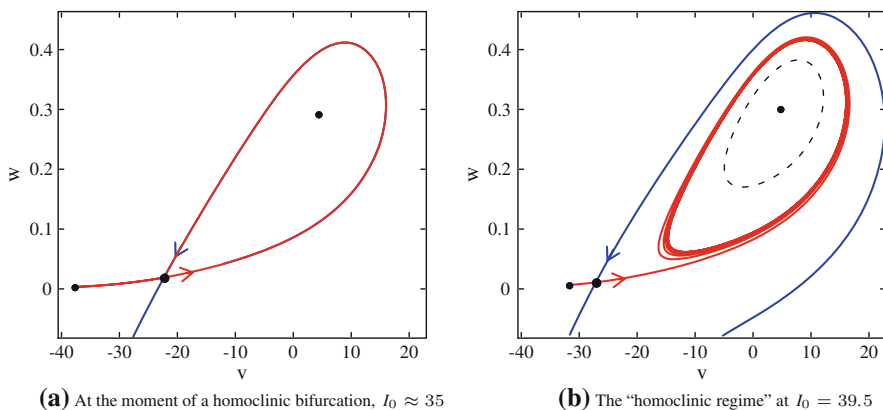 0.4
0.3
0.2
0.1
0
w
-40 -30 -20 -10 0 10 20
v
(a) At the moment of a homoclinic bifurcation, I₀ ≈ 35
0.4
0.3
0.2
0.1
0
w
-40 -30 -20 -10 0 10 20
v
(b) The “homoclinic regime” at I₀ = 39.5